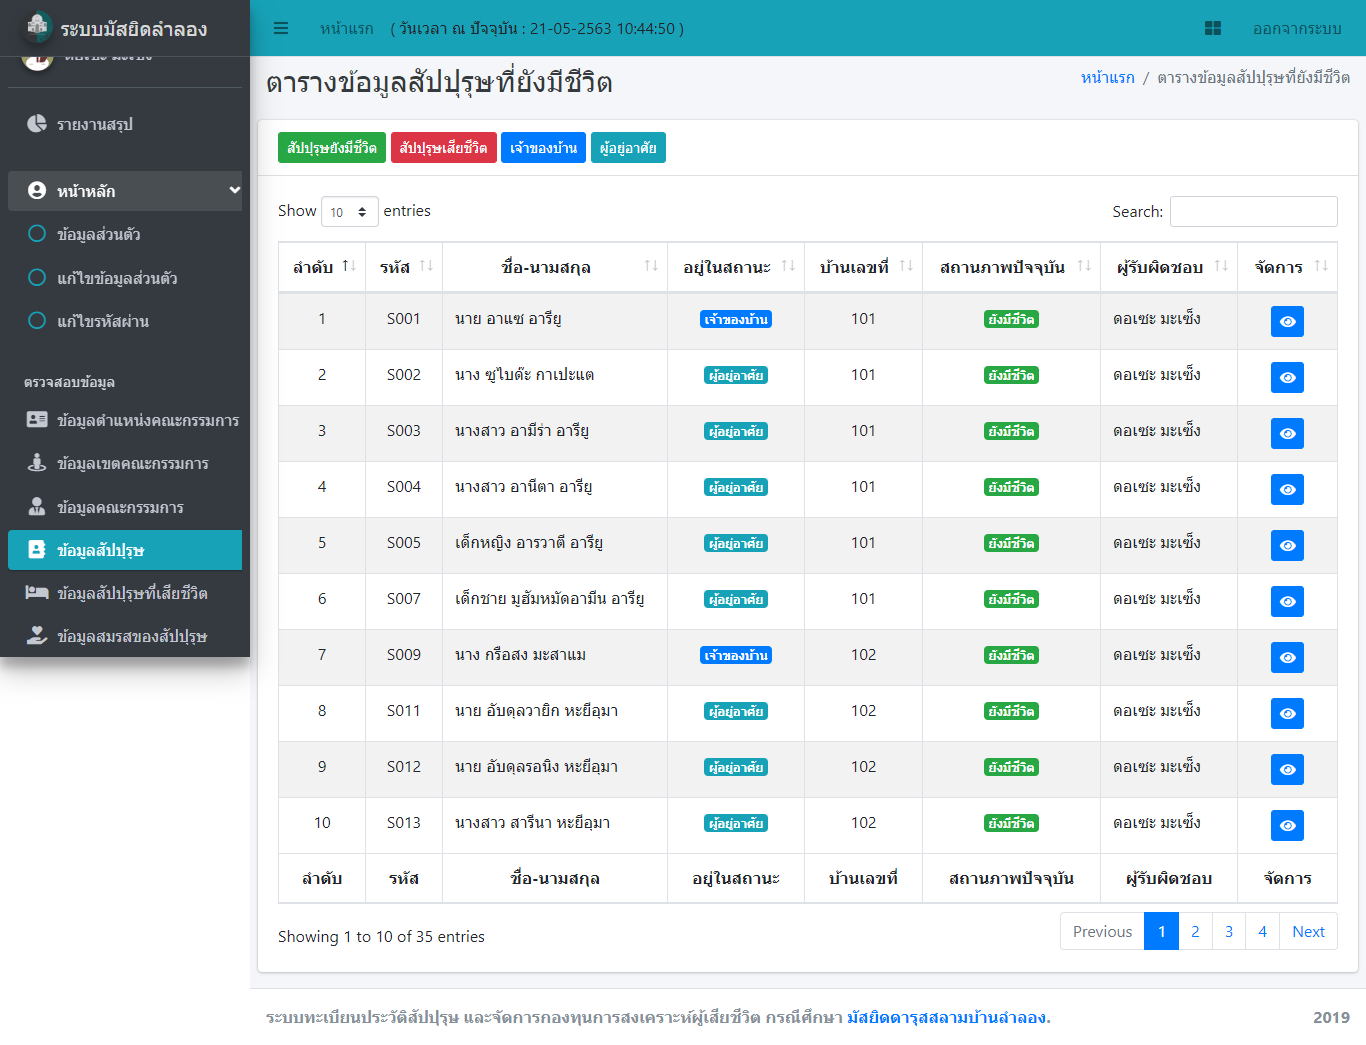 ระบบมัสยิดลำลอง
รายงานสรุป
หน้าหลัก
ข้อมูลส่วนตัว
แก้ไขข้อมูลส่วนตัว
แก้ไขรหัสผ่าน
ตรวจสอบข้อมูล
ข้อมูลตำแหน่งคณะกรรมการ
ข้อมูลเขตคณะกรรมการ
ข้อมูลคณะกรรมการ
ข้อมูลสัปปุรุษ
ข้อมูลสัปปุรุษที่เสียชีวิต
ข้อมูลสมรสของสัปปุรุษ
หน้าแรก ( วันเวลา ณ ปัจจุบัน : 21-05-2563 10:44:50 ) ออกจากระบบ
ตารางข้อมูลสัปปุรุษที่ยังมีชีวิต
หน้าแรก / ตารางข้อมูลสัปปุรุษที่ยังมีชีวิต
สัปปุรุษยังมีชีวิต สัปปุรุษเสียชีวิต เจ้าของบ้าน ผู้อยู่อาศัย
Show 10 entries Search:
ลำดับ รหัส ชื่อ-นามสกุล อยู่ในสถานะ บ้านเลขที่ สถานภาพปัจจุบัน ผู้รับผิดชอบ จัดการ
1 S001 นาย อาแซ อารียู เจ้าของบ้าน 101 ยังมีชีวิต ดอเซะ มะเซ็ง
2 S002 นาง ซูไบด๊ะ กาเปะแต ผู้อยู่อาศัย 101 ยังมีชีวิต ดอเซะ มะเซ็ง
3 S003 นางสาว อามีร่า อารียู ผู้อยู่อาศัย 101 ยังมีชีวิต ดอเซะ มะเซ็ง
4 S004 นางสาว อานีตา อารียู ผู้อยู่อาศัย 101 ยังมีชีวิต ดอเซะ มะเซ็ง
5 S005 เด็กหญิง อารวาตี อารียู ผู้อยู่อาศัย 101 ยังมีชีวิต ดอเซะ มะเซ็ง
6 S007 เด็กชาย มูฮัมหมัดอามีน อารียู ผู้อยู่อาศัย 101 ยังมีชีวิต ดอเซะ มะเซ็ง
7 S009 นาง กรือสง มะสาแม เจ้าของบ้าน 102 ยังมีชีวิต ดอเซะ มะเซ็ง
8 S011 นาย อับดุลวายิก หะยีอุมา ผู้อยู่อาศัย 102 ยังมีชีวิต ดอเซะ มะเซ็ง
9 S012 นาย อับดุลรอนิง หะยีอุมา ผู้อยู่อาศัย 102 ยังมีชีวิต ดอเซะ มะเซ็ง
10 S013 นางสาว สารีนา หะยีอุมา ผู้อยู่อาศัย 102 ยังมีชีวิต ดอเซะ มะเซ็ง
ลำดับ รหัส ชื่อ-นามสกุล อยู่ในสถานะ บ้านเลขที่ สถานภาพปัจจุบัน ผู้รับผิดชอบ จัดการ
Showing 1 to 10 of 35 entries
Previous 1 2 3 4 Next
ระบบทะเบียนประวัติสัปปุรุษ และจัดการกองทุนการสงเคราะห์ผู้เสียชีวิต กรณีศึกษา มัสยิดดารุสสลามบ้านลำลอง. 2019